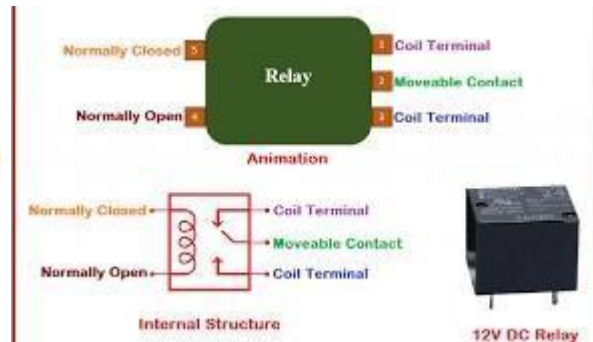 Normally Closed
5
1
Coil Terminal
Relay
2
Moveable Contact
Normally Open
4
3
Coil Terminal
Animation
Normally Closed
Coil Terminal
Moveable Contact
Normally Open
Coil Terminal
Internal Structure
12V DC Relay